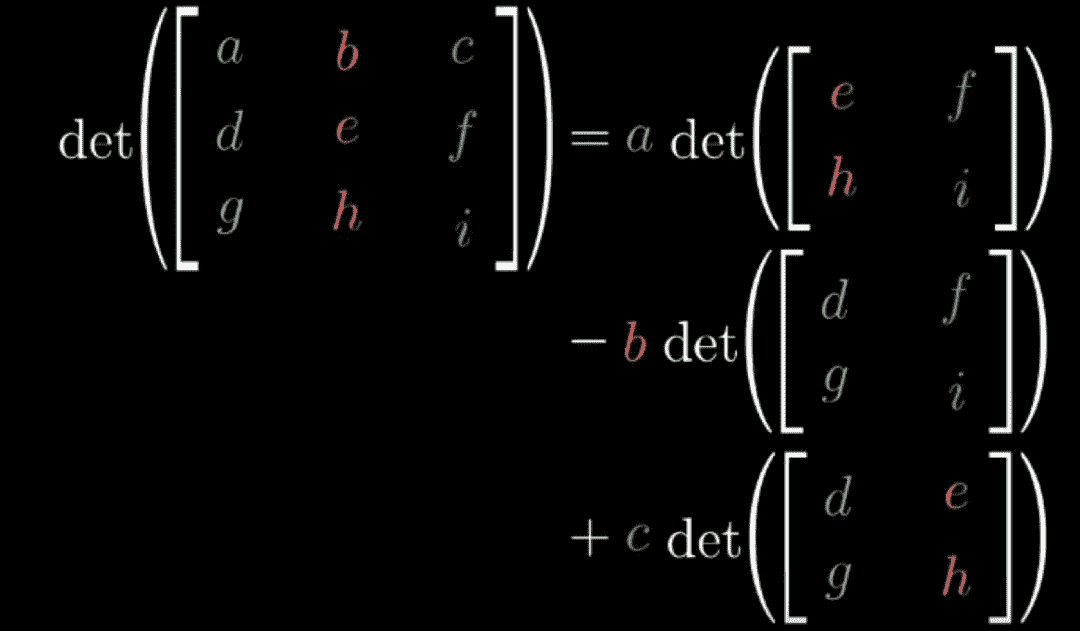 det([a b c
d e f
g h i]) = a det([e f
h i])
− b det([d f
g i])
+ c det([d e
g h])